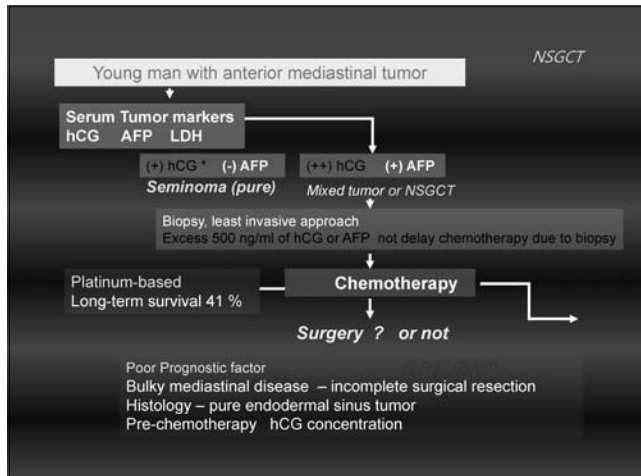 NSGCT
Young man with anterior mediastinal tumor
Serum Tumor markers
hCG AFP LDH
(+) hCG * (-) AFP
Seminoma (pure)
(++) hCG (+) AFP
Mixed tumor or NSGCT
Biopsy, least invasive approach
Excess 500 ng/ml of hCG or AFP not delay chemotherapy due to biopsy
Platinum-based
Long-term survival 41 %
Chemotherapy
Surgery ? or not
Poor Prognostic factor
Bulky mediastinal disease – incomplete surgical resection
Histology – pure endodermal sinus tumor
Pre-chemotherapy hCG concentration